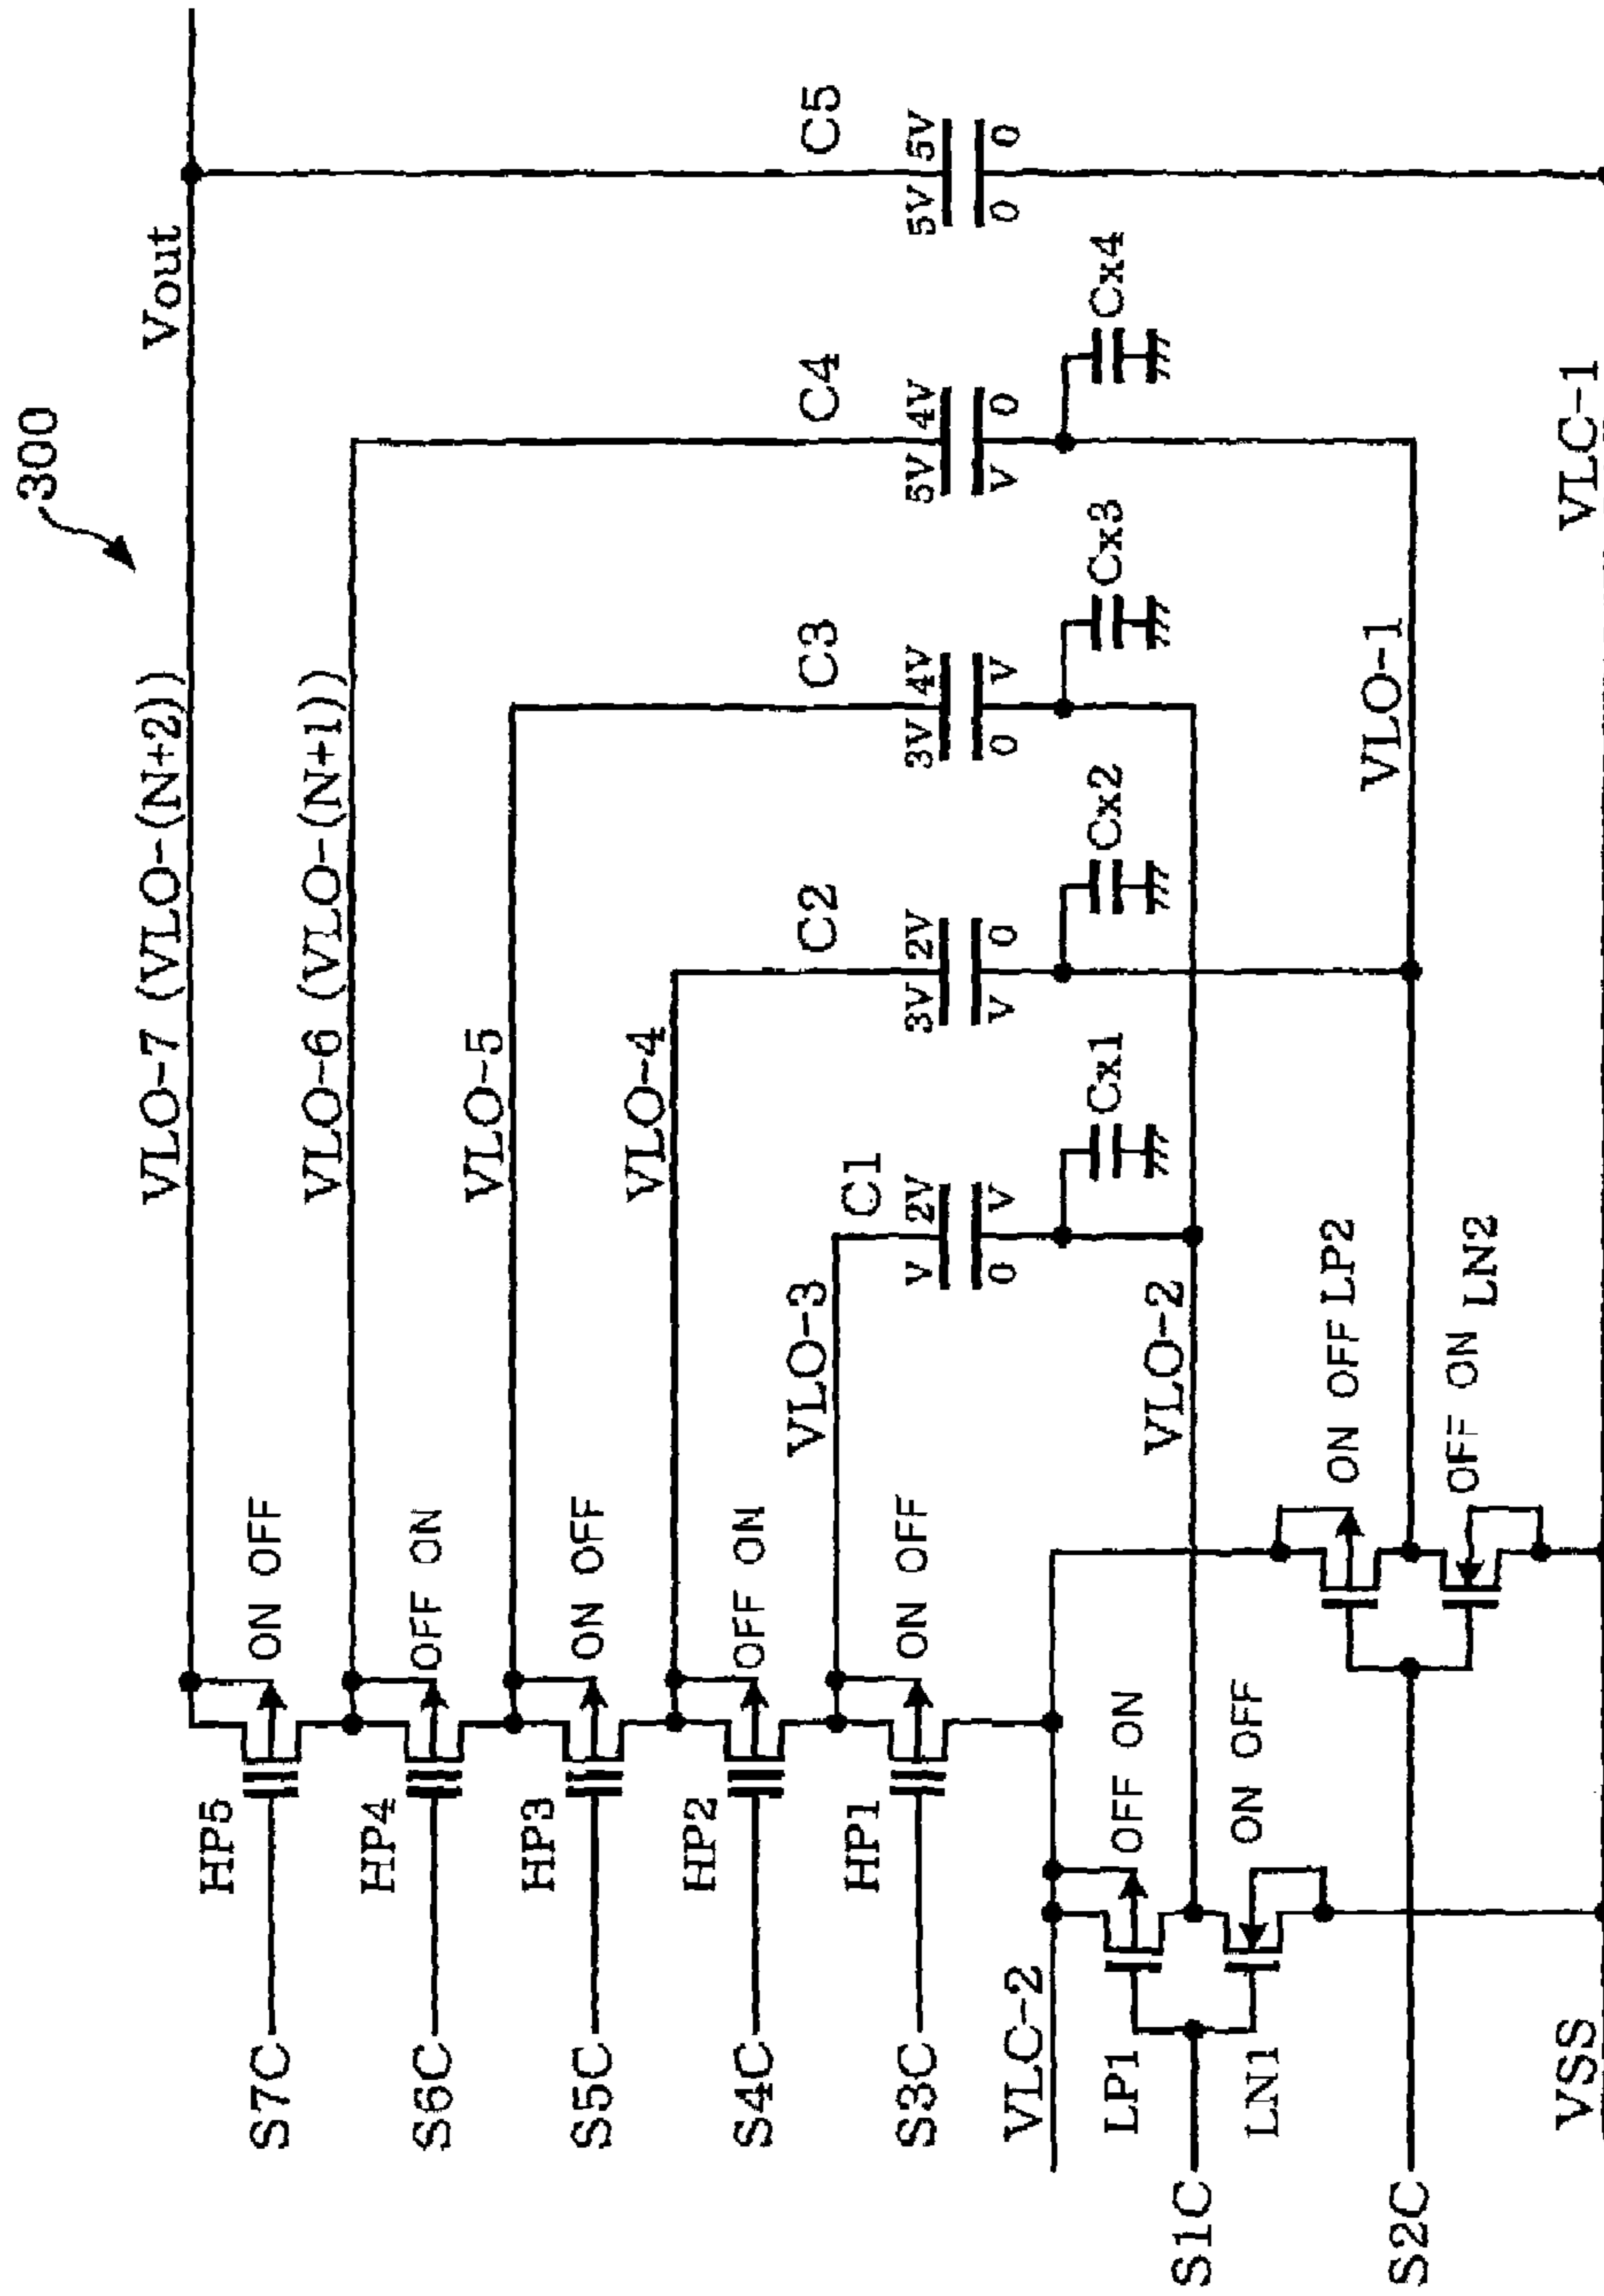 300
VLO-7 (VLO-(N+2))
Vout
S7C
HP5
ON OFF
VLO-6 (VLO-(N+1))
S6C
HP4
OFF ON
VLO-5
S5C
HP3
ON OFF
VLO-4
S4C
HP2
OFF ON
VLO-3
S3C
HP1
ON OFF
C1
C2
C3
C4
C5
V 2V
3V 2V
3V 4V
5V 4V
5V 5V
0 V
V 0
0 V
V 0
0 0
Cx1
Cx2
Cx3
Cx4
VLC-2
LP1
OFF ON
VLO-2
S1C
LN1
ON OFF
ON OFF LP2
VLO-1
S2C
OFF ON LN2
VSS
VLC-1